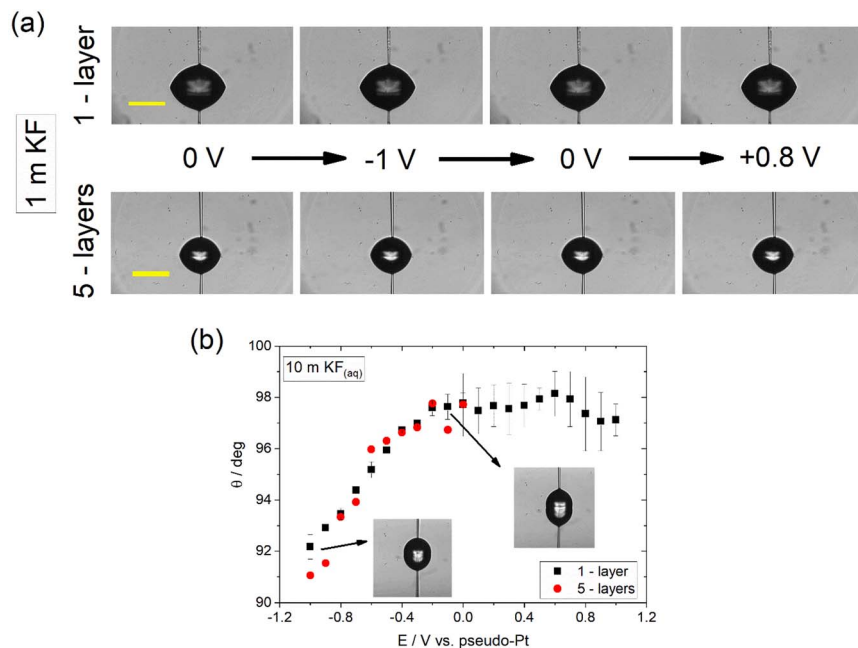 (a)
1 m KF
1 - layer
0 V
-1 V
0 V
+0.8 V
5 - layers
(b)
10 m KF(aq)
θ / deg
100
98
96
94
92
90
-1.2
-0.8
-0.4
0.0
0.4
0.8
1.2
E / V vs. pseudo-Pt
1 - layer
5 - layers